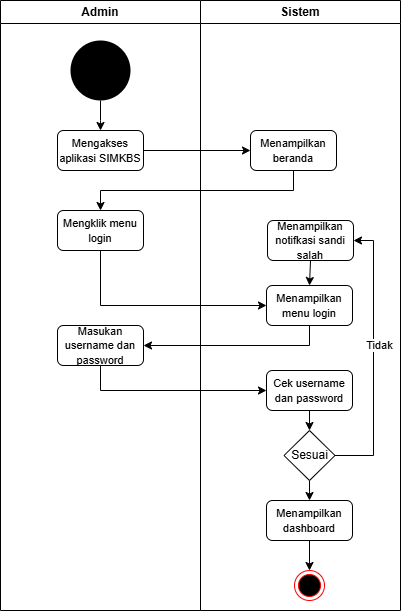 Admin
Sistem
Mengakses
aplikasi SIMKBS
Menampilkan
beranda
Mengklik menu
login
Menampilkan
notifkasi sandi
salah
Menampilkan
menu login
Masukan
username dan
password
Tidak
Cek username
dan password
Sesuai
Menampilkan
dashboard